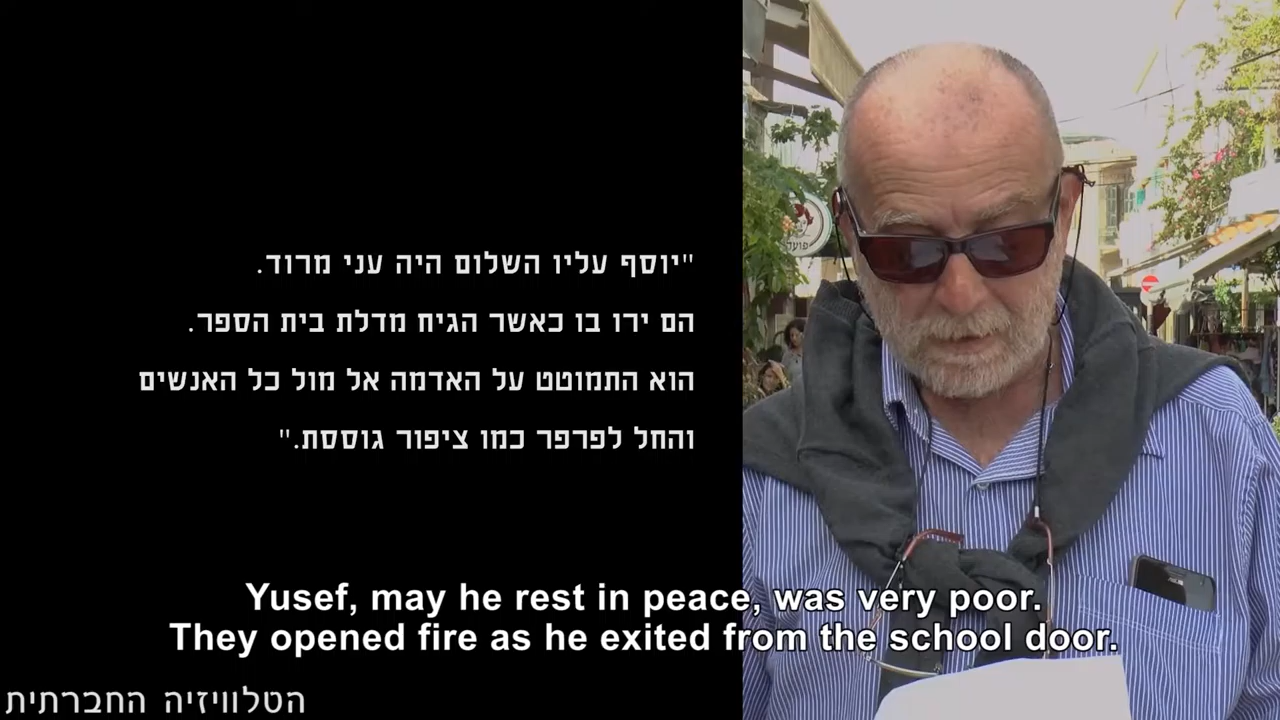 "יוסף עליו השלום היה עני מרוד.
הם ירו בו כאשר הגיח מדלת בית הספר.
הוא התמוטט על האדמה אל מול כל האנשים
והחל לפרפר כמו ציפור גוססת."
Yusef, may he rest in peace, was very poor.
They opened fire as he exited from the school door.
הטלוויזיה החברתית